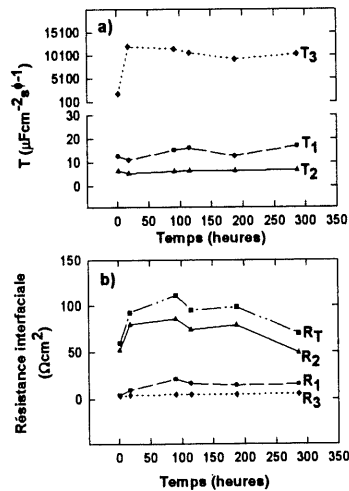 a)
15100
10100
5100
100
30
20
10
0
T (μFcm⁻²s^ϕ-1)
T3
T1
T2
0 50 100 150 200 250 300 350
Temps (heures)
b)
150
100
50
0
Résistance interfaciale
(Ωcm²)
RT
R2
R1
R3
0 50 100 150 200 250 300 350
Temps (heures)